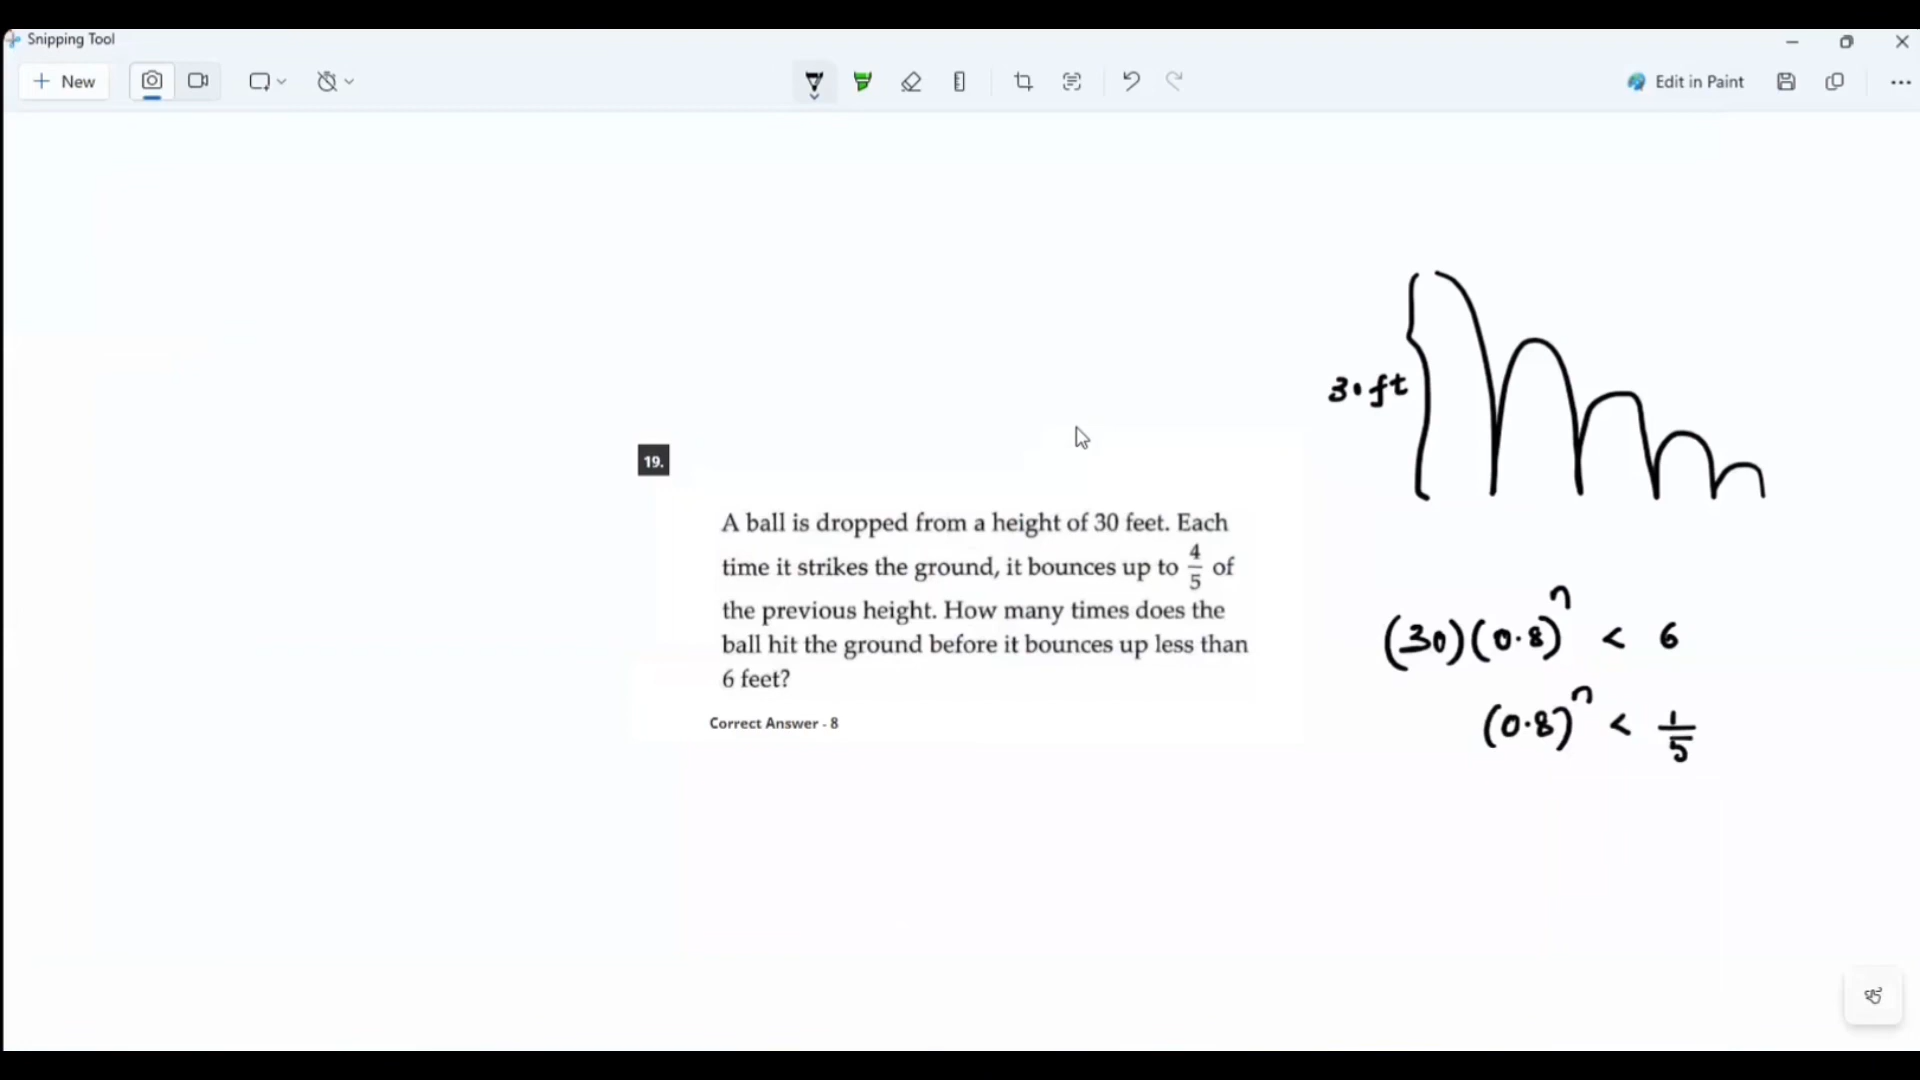 Snipping Tool
New
Edit in Paint
30ft
19.
A ball is dropped from a height of 30 feet. Each
time it strikes the ground, it bounces up to 4/5 of
the previous height. How many times does the
ball hit the ground before it bounces up less than
6 feet?
Correct Answer - 8
(30)(0.8)^n < 6
(0.8)^n < 1/5